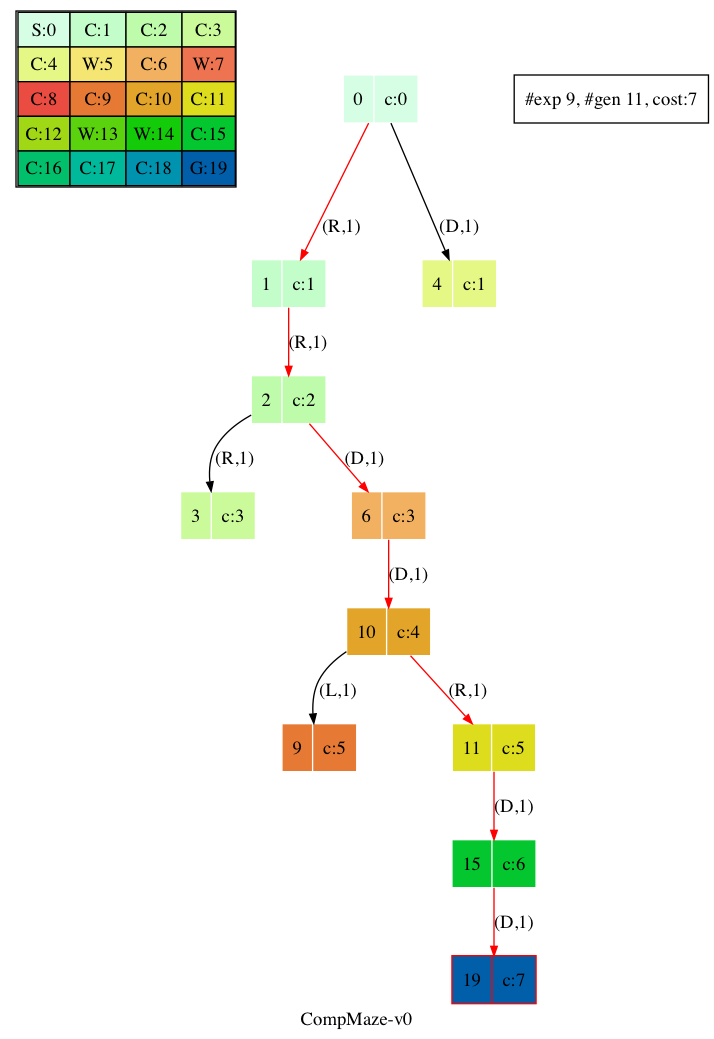 S:0 C:1 C:2 C:3
C:4 W:5 C:6 W:7
C:8 C:9 C:10 C:11
C:12 W:13 W:14 C:15
C:16 C:17 C:18 G:19
#exp 9, #gen 11, cost:7
0 c:0
(R,1) (D,1)
1 c:1 4 c:1
(R,1)
2 c:2
(R,1) (D,1)
3 c:3 6 c:3
(D,1)
10 c:4
(L,1) (R,1)
9 c:5 11 c:5
(D,1)
15 c:6
(D,1)
19 c:7
CompMaze-v0